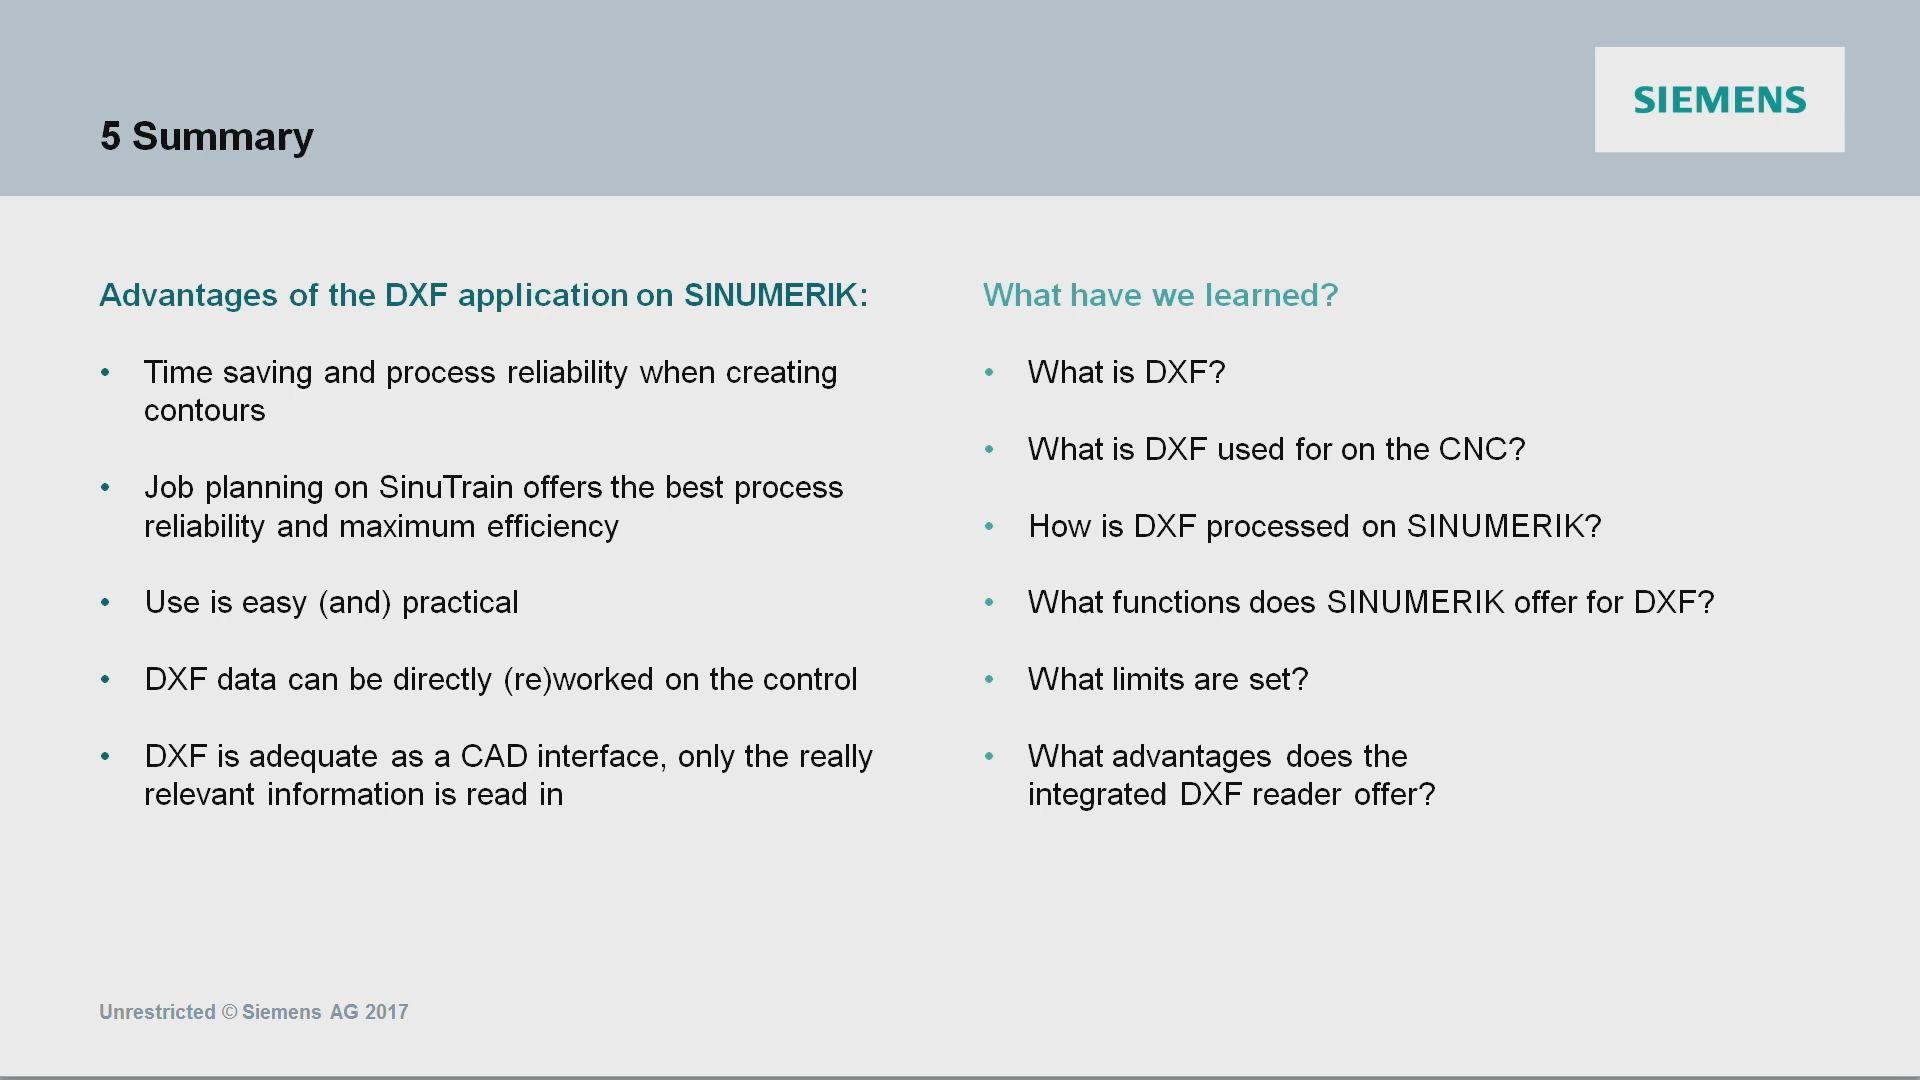 5 Summary
SIEMENS
Advantages of the DXF application on SINUMERIK:
• Time saving and process reliability when creating
contours
• Job planning on SinuTrain offers the best process
reliability and maximum efficiency
• Use is easy (and) practical
• DXF data can be directly (re)worked on the control
• DXF is adequate as a CAD interface, only the really
relevant information is read in
What have we learned?
• What is DXF?
• What is DXF used for on the CNC?
• How is DXF processed on SINUMERIK?
• What functions does SINUMERIK offer for DXF?
• What limits are set?
• What advantages does the
integrated DXF reader offer?
Unrestricted © Siemens AG 2017